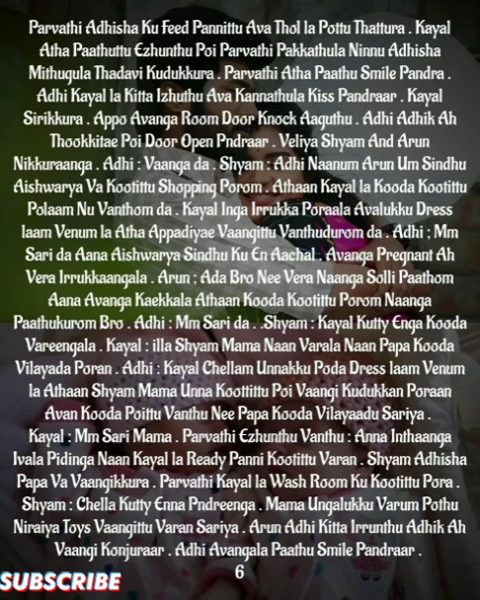 Parvathi Adhisha Ku Feed Pannittu Ava Thol la Pottu Thattura . Kayal
Atha Paathuttu Ezhunthu Poi Parvathi Pakkathula Ninnu Adhisha
Mithugula Thadavi Kudukkura . Parvathi Atha Paathu Smile Pandra .
Adhi Kayal la Kitta Izhuthu Ava Kannathula Kiss Pandraar . Kayal
Sirikkura . Appo Avanga Room Door Knock Aaguthu . Adhi Adhik Ah
Thookkitae Poi Door Open Pndraar . Veliya Shyam And Arun
Nikkuraanga . Adhi : Vaanga da . Shyam : Adhi Naanum Arun Um Sindhu
Aishwarya Va Kootittu Shopping Porom . Athaan Kayal la Kooda Kootittu
Polaam Nu Vanthom da . Kayal Inga Irrukka Poraala Avalukku Dress
laam Venum la Atha Appadiyae Vaangittu Vanthudurom da . Adhi : Mm
Sari da Aana Aishwarya Sindhu Ku En Aachal . Avanga Pregnant Ah
Vera Irrukkaangala . Arun : Ada Bro Nee Vera Naanga Solli Paathom
Aana Avanga Kaekkala Athaan Kooda Kootittu Porom Naanga
Paathukurom Bro . Adhi : Mm Sari da . .Shyam : Kayal Kutty Enga Kooda
Vareengala . Kayal : illa Shyam Mama Naan Varala Naan Papa Kooda
Vilayada Poran . Adhi : Kayal Chellam Unnakku Poda Dress laam Venum
la Athaan Shyam Mama Unna Koottittu Poi Vaangi Kudukkan Poraan
Avan Kooda Poittu Vanthu Nee Papa Kooda Vilayaadu Sariya .
Kayal : Mm Sari Mama . Parvathi Ezhunthu Vanthu : Anna Inthaanga
Ivala Pidinga Naan Kayal la Ready Panni Kootittu Varan . Shyam Adhisha
Papa Va Vaangikkura . Parvathi Kayal la Wash Room Ku Kootittu Pora .
Shyam : Chella Kutty Enna Pndreenga . Mama Ungalukku Varum Pothu
Niraiya Toys Vaangittu Varan Sariya . Arun Adhi Kitta Irrunthu Adhik Ah
Vaangi Konjuraar . Adhi Avangala Paathu Smile Pandraar .
6
SUBSCRIBE